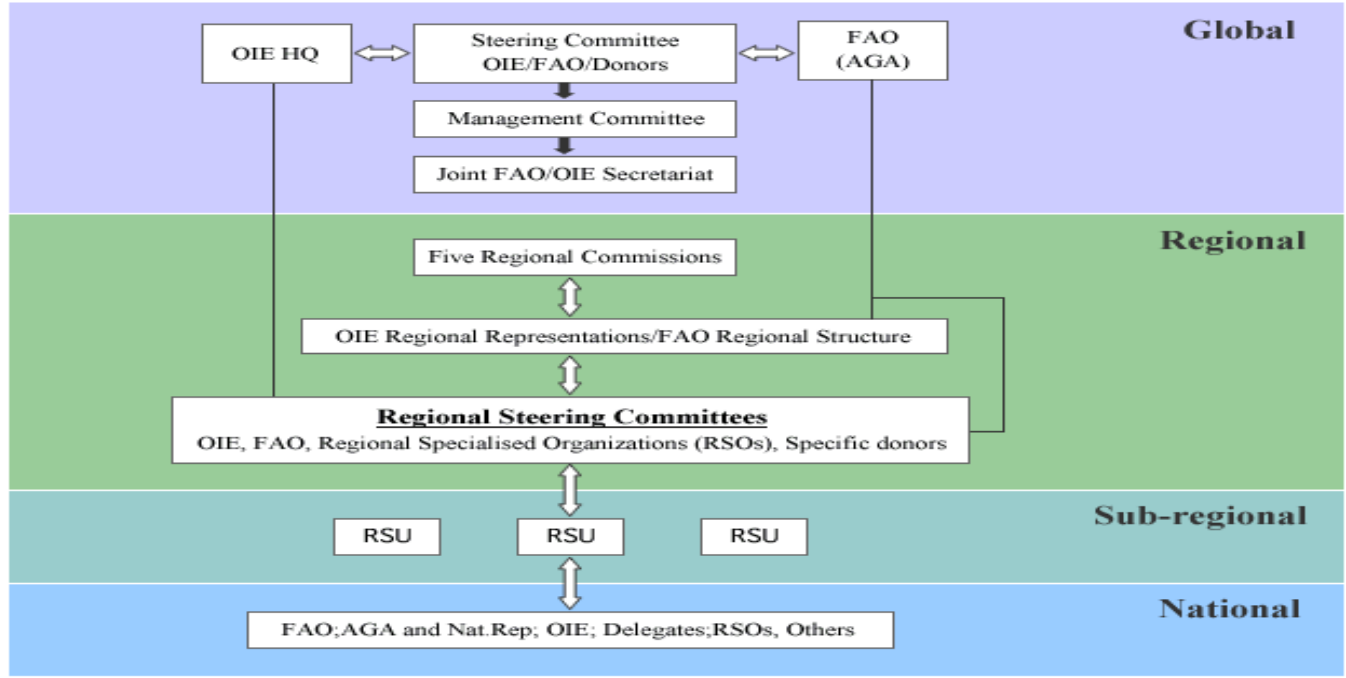 Global
OIE HQ
Steering Committee
OIE/FAO/Donors
FAO
(AGA)
Management Committee
Joint FAO/OIE Secretariat
Regional
Five Regional Commissions
OIE Regional Representations/FAO Regional Structure
Regional Steering Committees
OIE, FAO, Regional Specialised Organizations (RSOs), Specific donors
Sub-regional
RSU
RSU
RSU
National
FAO;AGA and Nat.Rep; OIE; Delegates;RSOs, Others